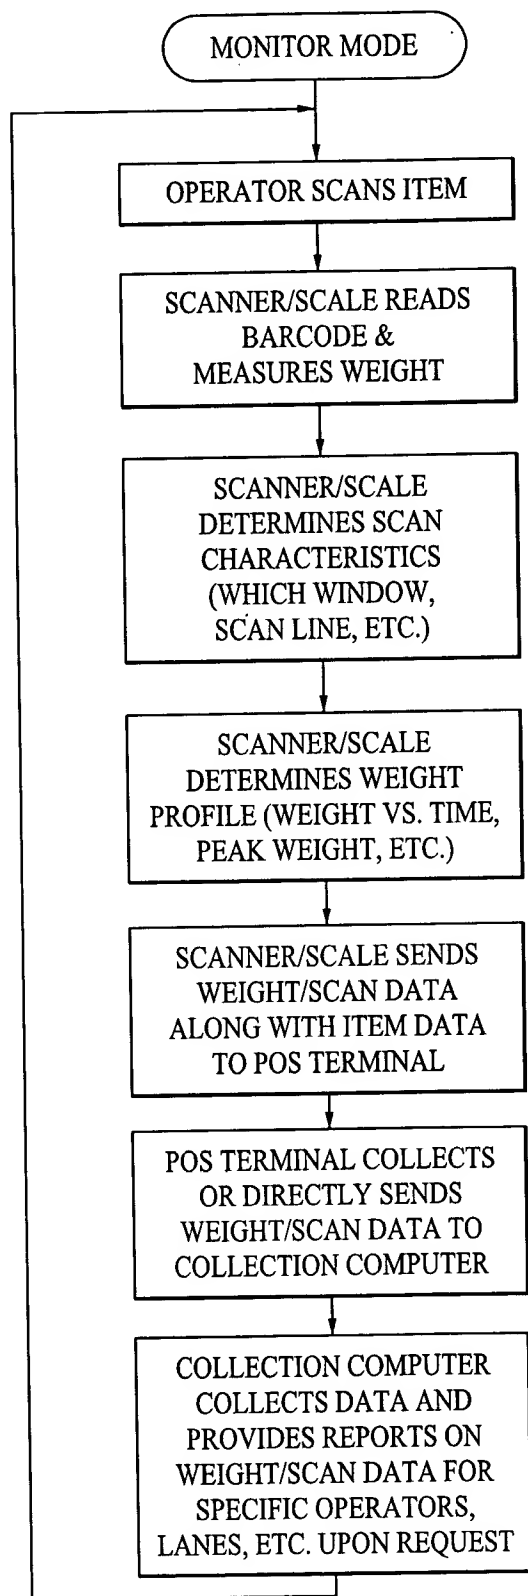 MONITOR MODE
OPERATOR SCANS ITEM
SCANNER/SCALE READS
BARCODE &
MEASURES WEIGHT
SCANNER/SCALE
DETERMINES SCAN
CHARACTERISTICS
(WHICH WINDOW,
SCAN LINE, ETC.)
SCANNER/SCALE
DETERMINES WEIGHT
PROFILE (WEIGHT VS. TIME,
PEAK WEIGHT, ETC.)
SCANNER/SCALE SENDS
WEIGHT/SCAN DATA
ALONG WITH ITEM DATA
TO POS TERMINAL
POS TERMINAL COLLECTS
OR DIRECTLY SENDS
WEIGHT/SCAN DATA TO
COLLECTION COMPUTER
COLLECTION COMPUTER
COLLECTS DATA AND
PROVIDES REPORTS ON
WEIGHT/SCAN DATA FOR
SPECIFIC OPERATORS,
LANES, ETC. UPON REQUEST